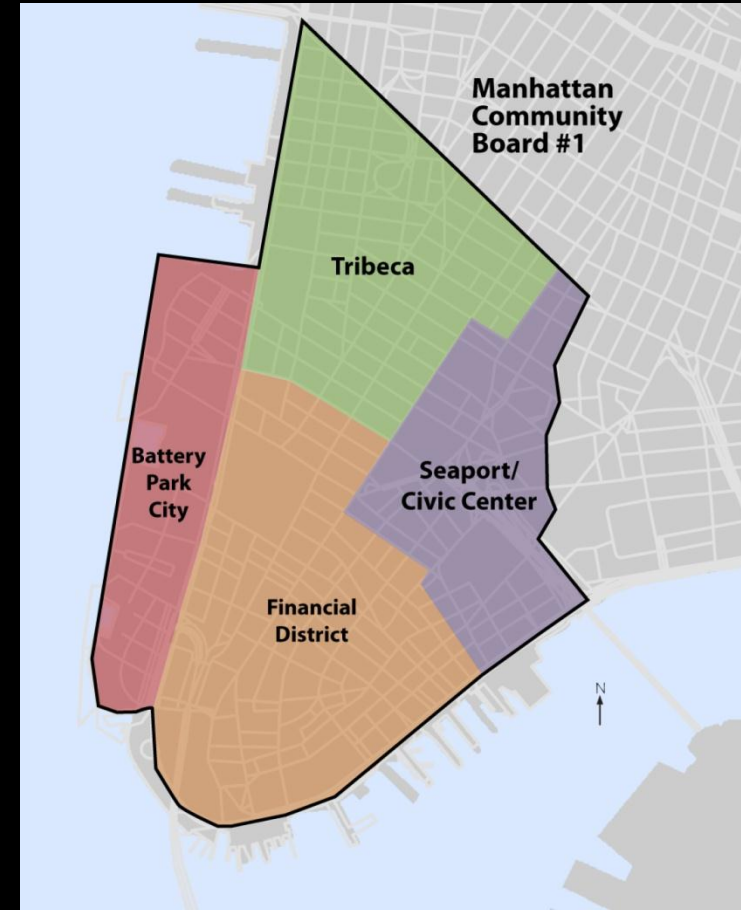 Manhattan
Community
Board #1
Tribeca
Battery
Park
City
Seaport/
Civic Center
Financial
District
N